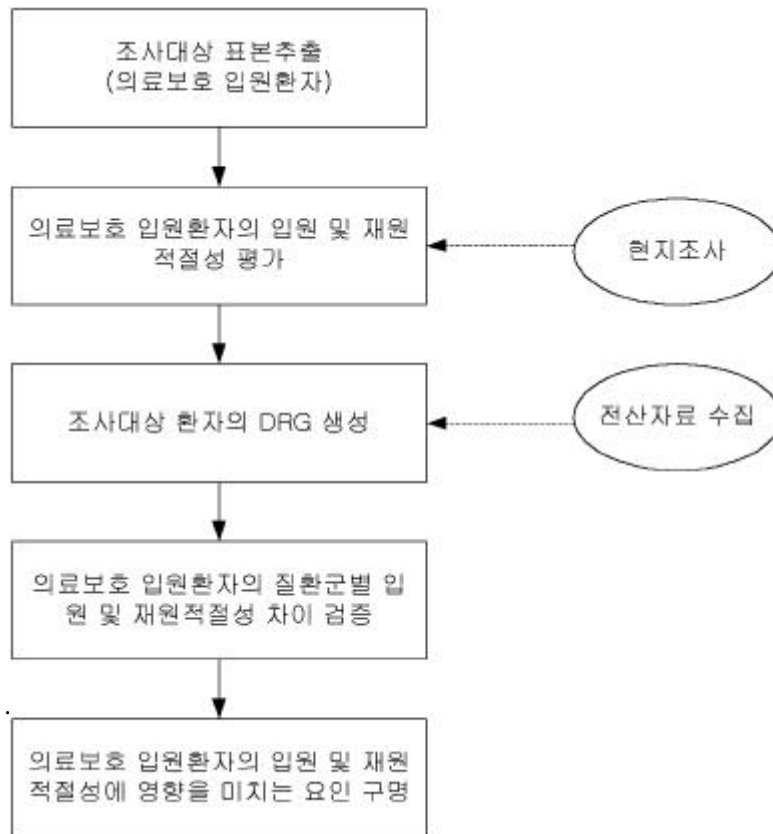 조사대상 표본추출
(의료보호 입원환자)
의료보호 입원환자의 입원 및 재원
적절성 평가
현지조사
조사대상 환자의 DRG 생성
전산자료 수집
의료보호 입원환자의 질환군별 입
원 및 재원적절성 차이 검증
의료보호 입원환자의 입원 및 재원
적절성에 영향을 미치는 요인 구명